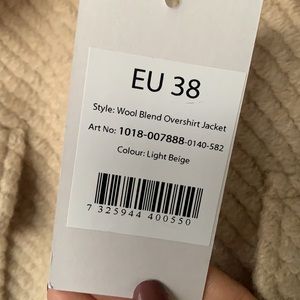 EU 38
Style: Wool Blend Overshirt Jacket
Art No: 1018-007888-0140-582
Colour: Light Beige
7 325944 400550